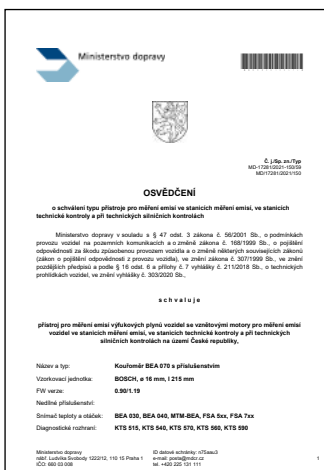 Ministerstvo dopravy
Č. j./Sp. zn./Typ
MD-17281/2021-150/59
MD/17281/2021/150
OSVĚDČENÍ
o schválení typu přístroje pro měření emisí ve stanicích měření emisí, ve stanicích
technické kontroly a při technických silničních kontrolách
Ministerstvo dopravy v souladu s § 47 odst. 3 zákona č. 56/2001 Sb., o podmínkách
provozu vozidel na pozemních komunikacích a o změně zákona č. 168/1999 Sb., o pojištění
odpovědnosti za škodu způsobenou provozem vozidla a o změně některých souvisejících zákonů
(zákon o pojištění odpovědnosti z provozu vozidla), ve znění zákona č. 307/1999 Sb., ve znění
pozdějších předpisů a podle § 16 odst. 6 a přílohy č. 7 vyhlášky č. 211/2018 Sb., o technických
prohlídkách vozidel, ve znění vyhlášky č. 303/2020 Sb.,
s c h v a l u j e
přístroj pro měření emisí výfukových plynů vozidel se vznětovými motory pro měření emisí
vozidel ve stanicích měření emisí, ve stanicích technické kontroly a při technických
silničních kontrolách na území České republiky,
Název a typ: Kouřoměr BEA 070 s příslušenstvím
Vzorkovací jednotka: BOSCH, ø 16 mm, l 215 mm
FW verze: 0.90/1.19
Nedílné příslušenství:
Snímač teploty a otáček: BEA 030, BEA 040, MTM-BEA, FSA 5xx, FSA 7xx
Diagnostické rozhraní: KTS 515, KTS 540, KTS 570, KTS 560, KTS 590
Ministerstvo dopravy ID datové schránky: n75aau3
nábř. Ludvíka Svobody 1222/12, 110 15 Praha 1 e-mail: posta@mdcr.cz 1
IČO: 660 03 008 tel. +420 225 131 111